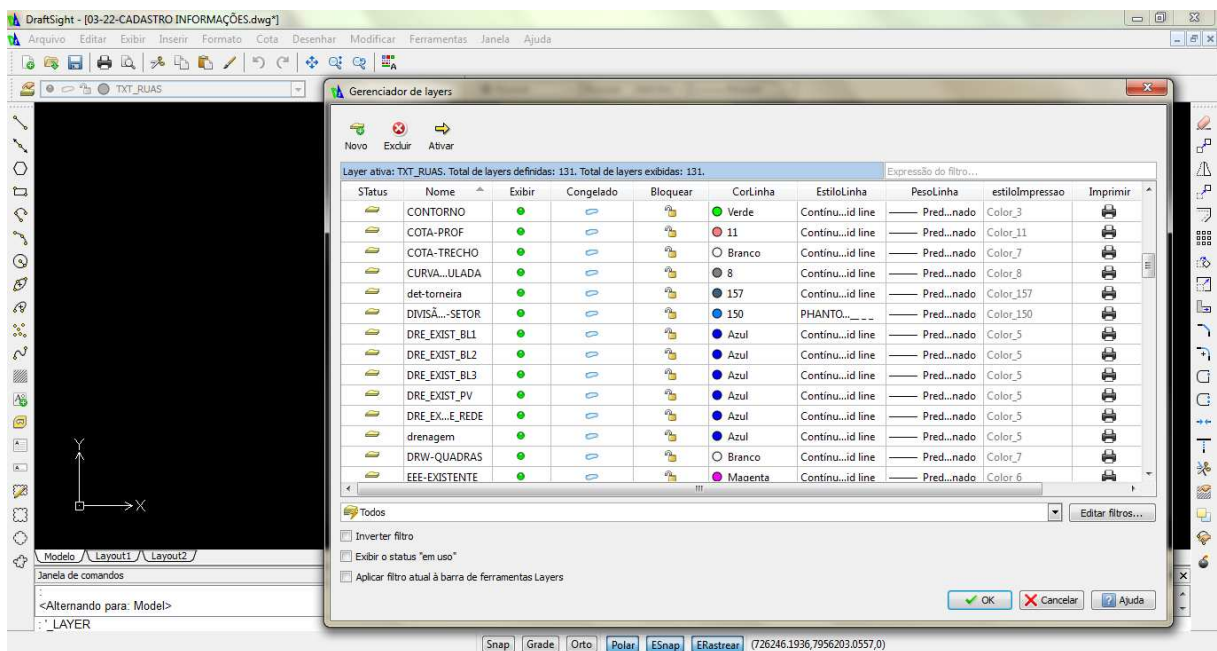 DraftSight - [03-22-CADASTRO INFORMAÇÕES.dwg*]
Arquivo Editar Exibir Inserir Formato Cota Desenhar Modificar Ferramentas Janela Ajuda
TXT_RUAS
Gerenciador de layers
Novo Excluir Ativar
Layer ativa: TXT_RUAS. Total de layers definidas: 131. Total de layers exibidas: 131. Expressão do filtro...
STatus Nome Exibir Congelado Bloquear CorLinha EstiloLinha PesoLinha estiloImpressao Imprimir
CONTORNO Verde Contínu...id line Pred...nado Color_3
COTA-PROF 11 Contínu...id line Pred...nado Color_11
COTA-TRECHO Branco Contínu...id line Pred...nado Color_7
CURVA...ULADA 8 Contínu...id line Pred...nado Color_8
det-torneira 157 Contínu...id line Pred...nado Color_157
DIVISÃ...-SETOR 150 PHANTO...__ _ _ Pred...nado Color_150
DRE_EXIST_BL1 Azul Contínu...id line Pred...nado Color_5
DRE_EXIST_BL2 Azul Contínu...id line Pred...nado Color_5
DRE_EXIST_BL3 Azul Contínu...id line Pred...nado Color_5
DRE_EXIST_PV Azul Contínu...id line Pred...nado Color_5
DRE_EX...E_REDE Azul Contínu...id line Pred...nado Color_5
drenagem Azul Contínu...id line Pred...nado Color_5
DRW-QUADRAS Branco Contínu...id line Pred...nado Color_7
EEE-EXISTENTE Magenta Contínu...id line Pred...nado Color_6
Todos Editar filtros...
Inverter filtro
Exibir o status "em uso"
Aplicar filtro atual à barra de ferramentas Layers
OK Cancelar Ajuda
Y
X
Modelo Layout1 Layout2
Janela de comandos
:
<Alternando para: Model>
: '_LAYER
Snap Grade Orto Polar ESnap ERastrear (726246.1936,7956203.0557,0)